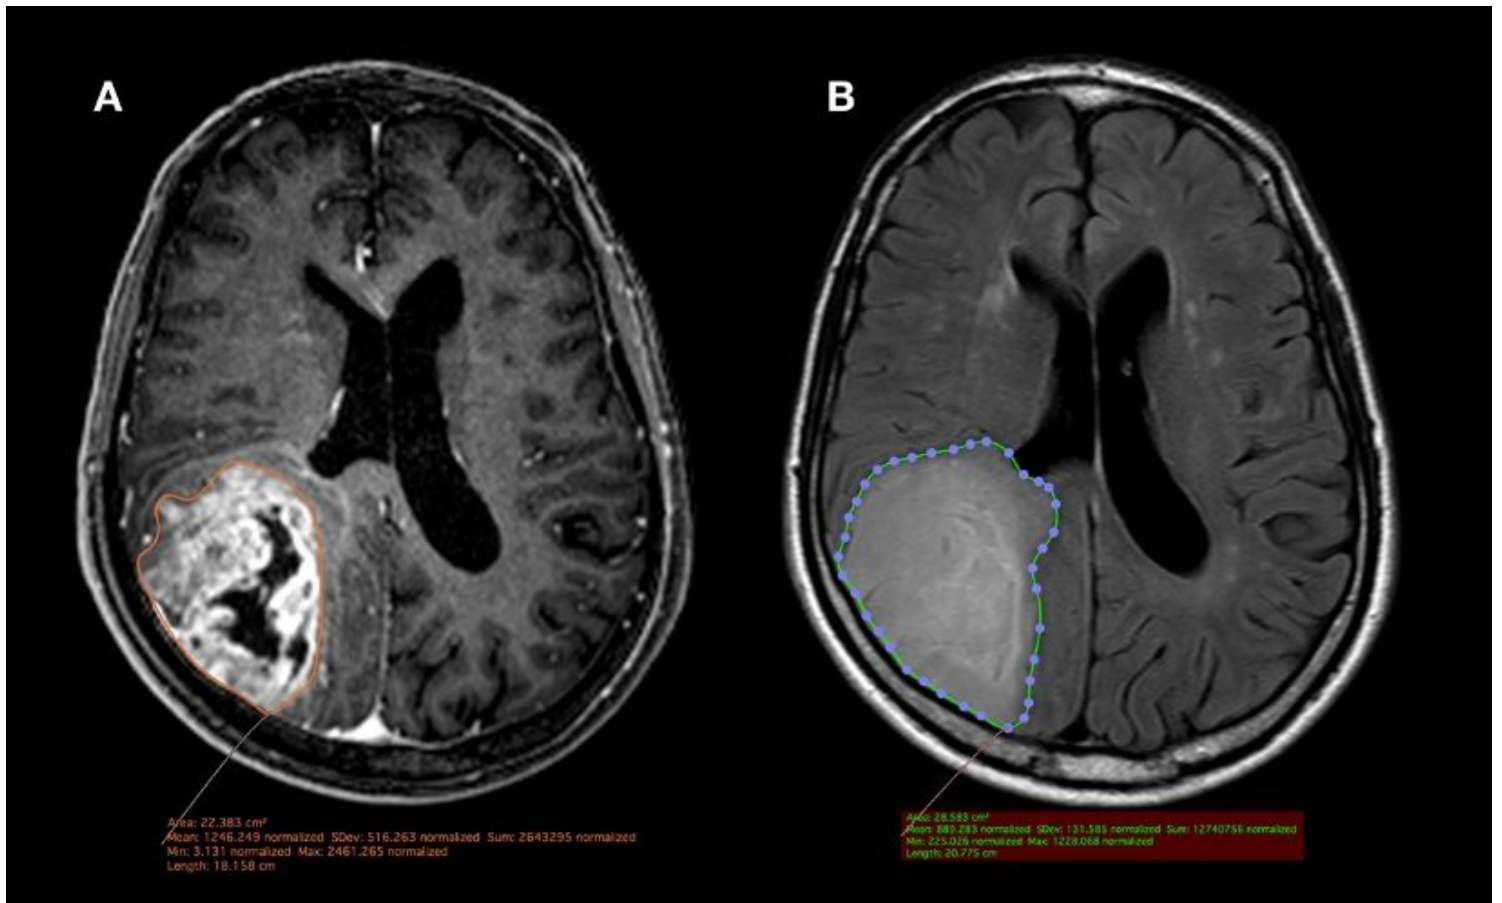 A
B
Area: 22.383 cm²
Mean: 1246.249 normalized SDev: 516.263 normalized Sum: 2643295 normalized
Min: 3.131 normalized Max: 2461.265 normalized
Length: 18.158 cm
Area: 28.583 cm²
Mean: 880.283 normalized SDev: 131.585 normalized Sum: 12740756 normalized
Min: 225.026 normalized Max: 1228.068 normalized
Length: 20.775 cm